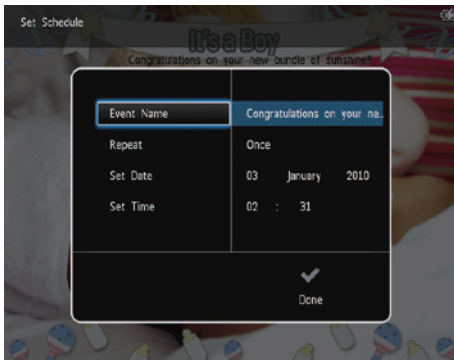 Set Schedule
It's a Boy
Congratulations on your new bundle of sunshine!
Event Name Congratulations on your ne..
Repeat Once
Set Date 03 January 2010
Set Time 02 : 31
Done